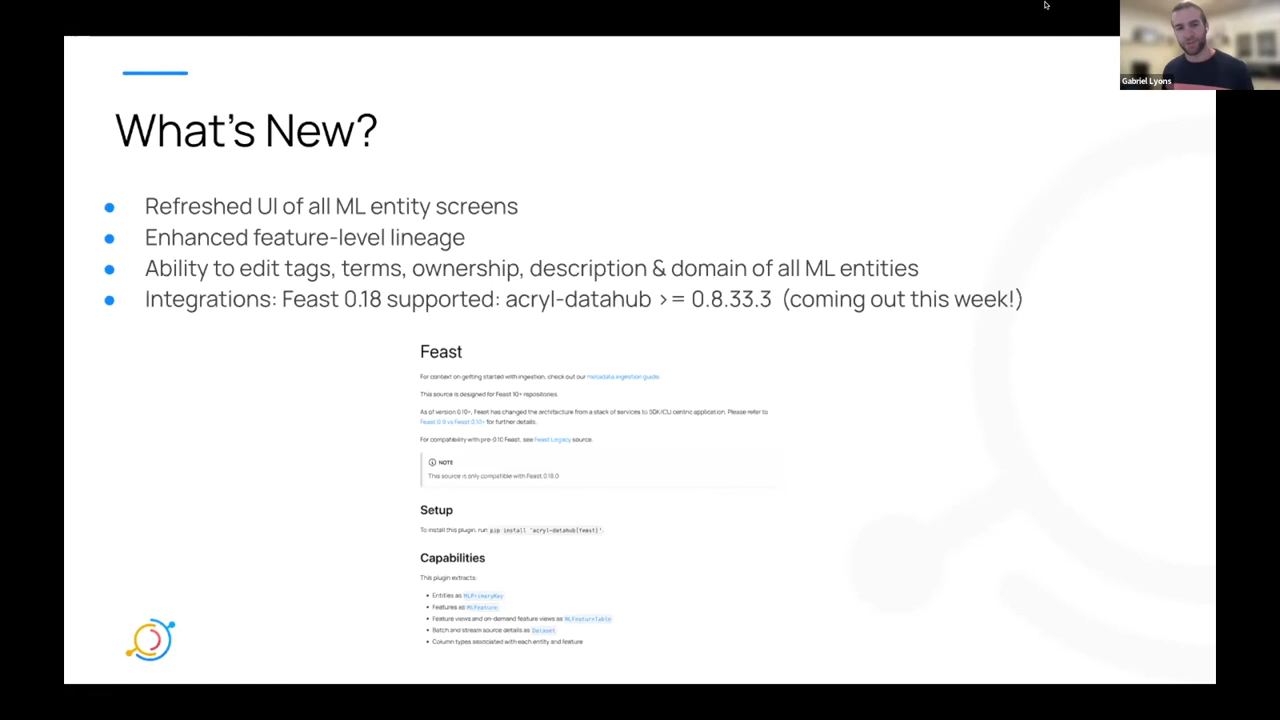 Gabriel Lyons
What's New?
Refreshed UI of all ML entity screens
Enhanced feature-level lineage
Ability to edit tags, terms, ownership, description & domain of all ML entities
Integrations: Feast 0.18 supported: acryl-datahub >= 0.8.33.3 (coming out this week!)
Feast
For context on getting started with ingestion, check out our metadata ingestion guide.
This source is designed for Feast 10+ repositories.
As of version 0.10+, Feast has changed the architecture from a stack of services to SDK/CLI centric application. Please refer to
Feast 0.9 vs Feast 0.10+ for further details.
For compatibility with pre-0.10 Feast, see Feast Legacy source.
NOTE
This source is only compatible with Feast 0.18.0
Setup
To install this plugin, run pip install 'acryl-datahub[feast]'.
Capabilities
This plugin extracts:
Entities as MLPrimaryKey
Features as MLFeature
Feature views and on-demand feature views as MLFeatureTable
Batch and stream source details as Dataset
Column types associated with each entity and feature